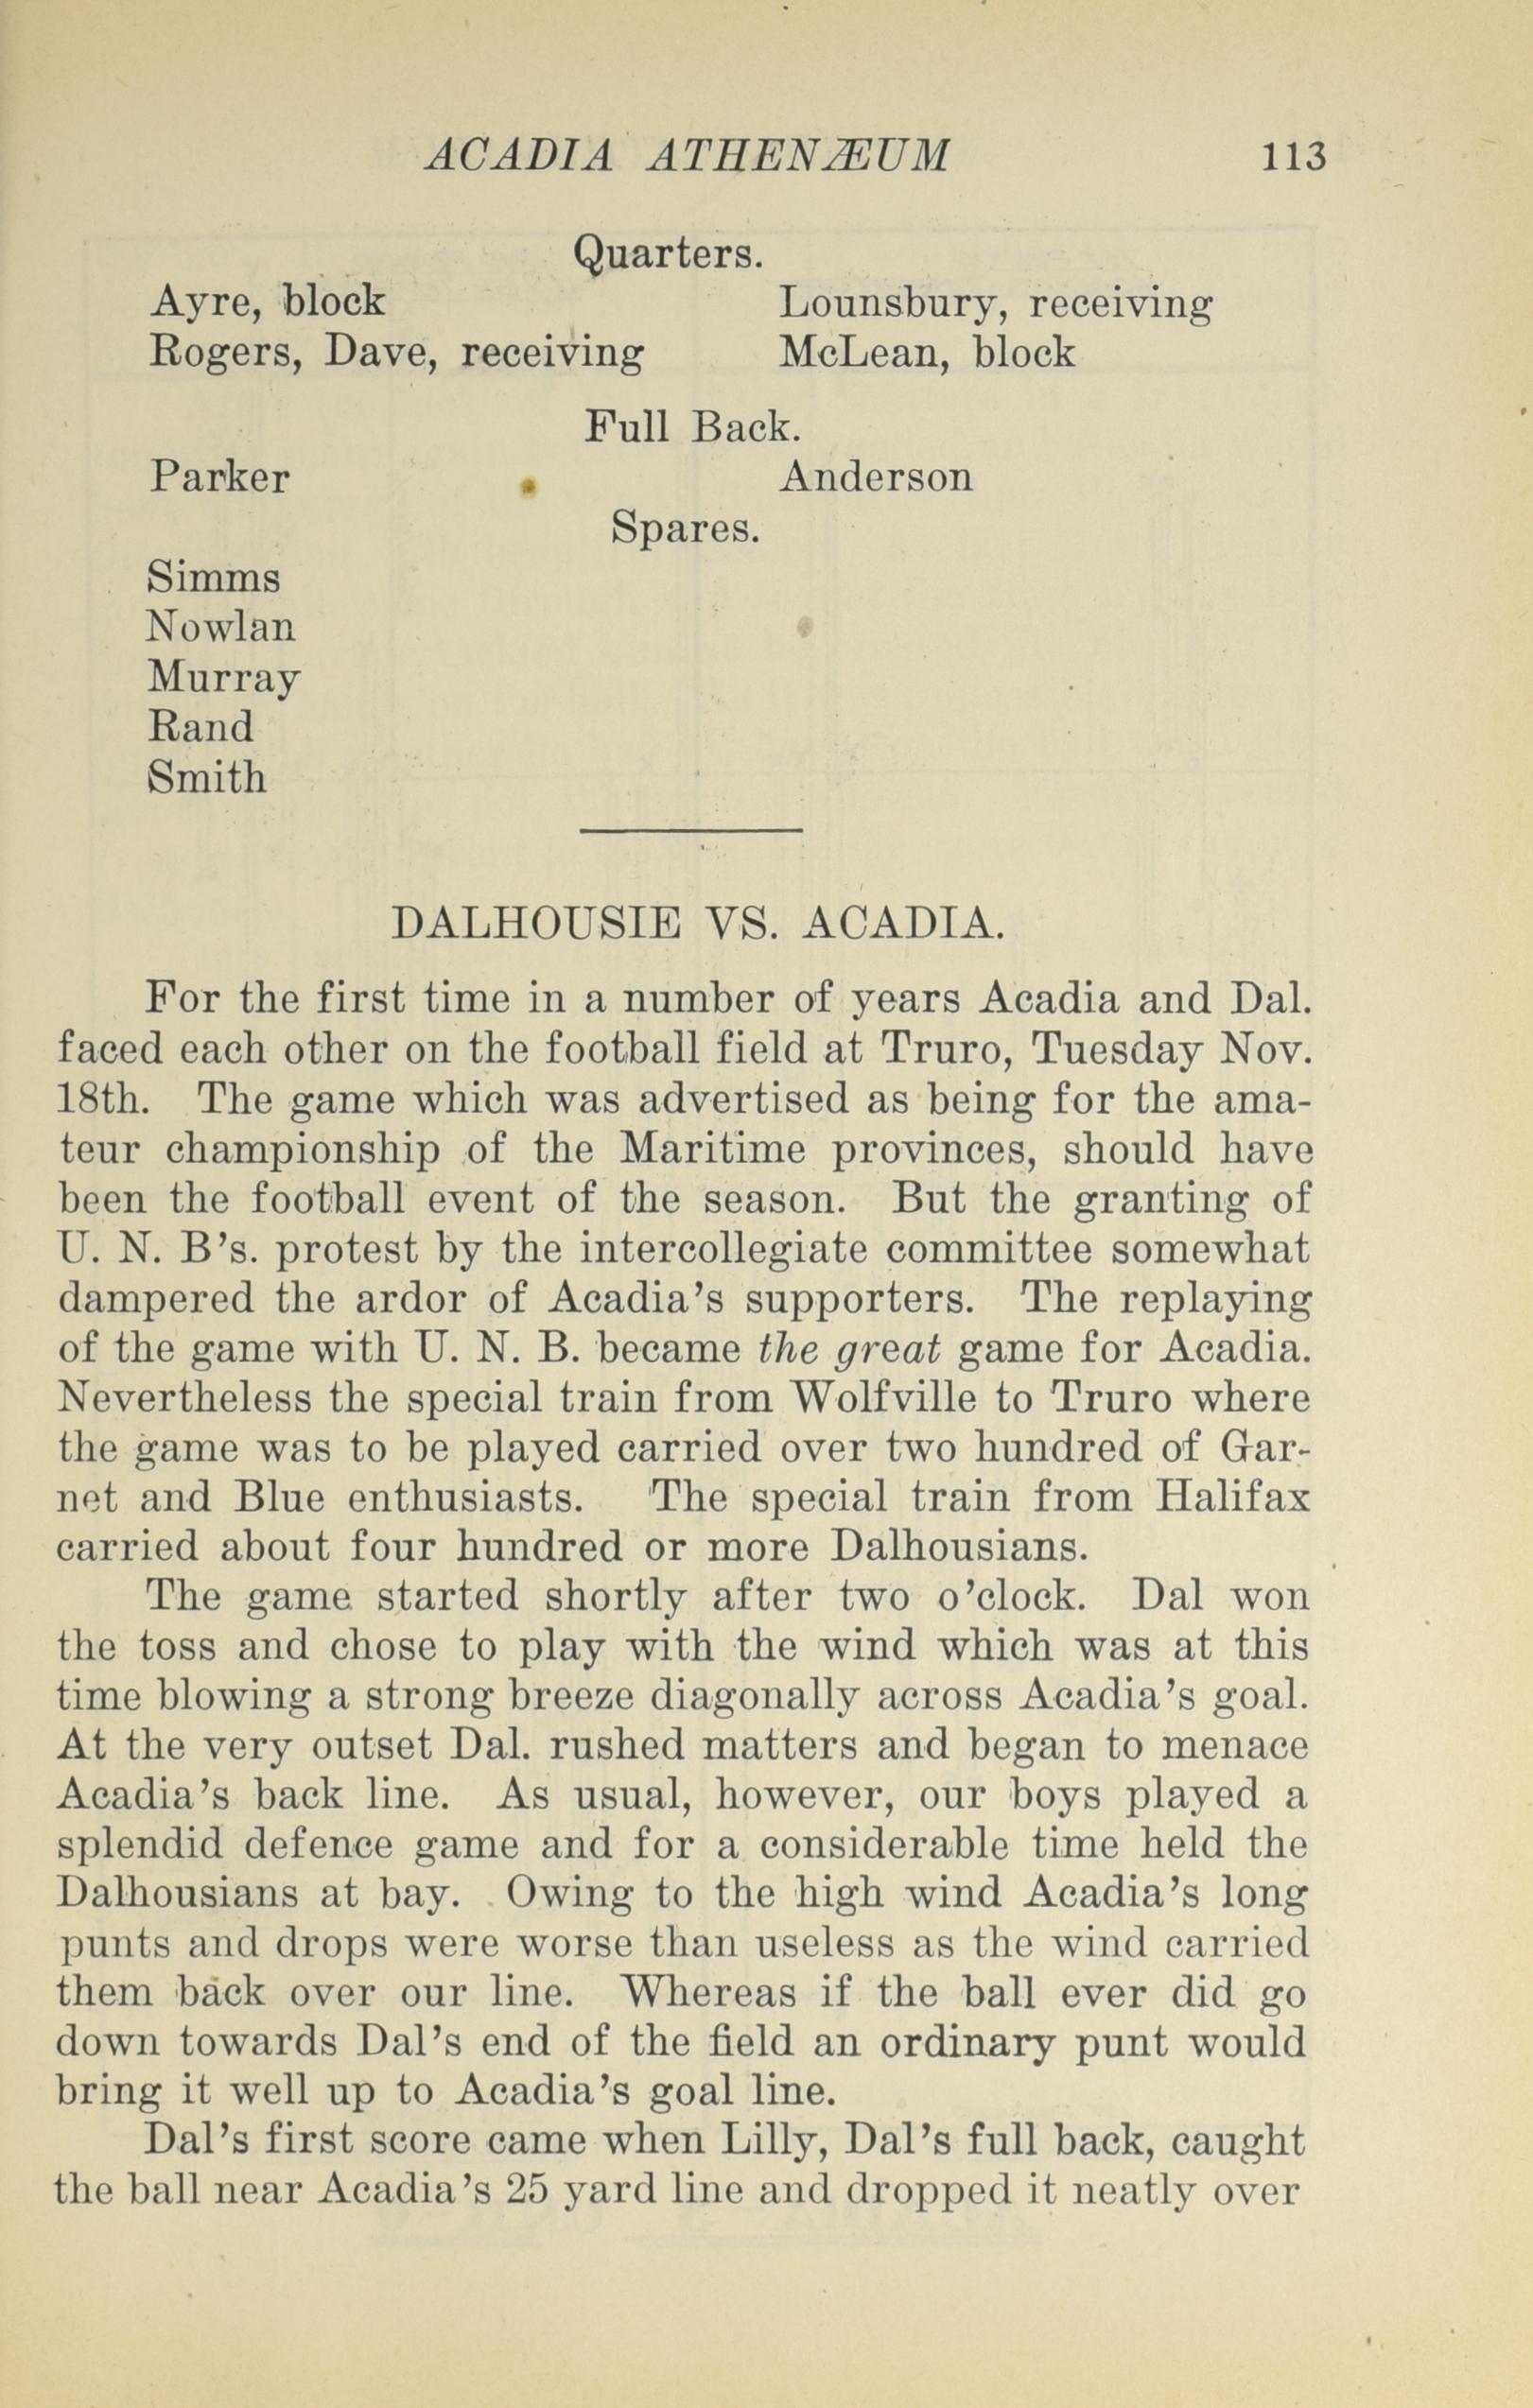 ACADIA ATHENÆUM 113
Quarters.
Ayre, block Lounsbury, receiving
Rogers, Dave, receiving McLean, block
Full Back.
Parker Anderson
Spares.
Simms
Nowlan
Murray
Rand
Smith
DALHOUSIE VS. ACADIA.
For the first time in a number of years Acadia and Dal.
faced each other on the football field at Truro, Tuesday Nov.
18th. The game which was advertised as being for the ama-
teur championship of the Maritime provinces, should have
been the football event of the season. But the granting of
U. N. B's. protest by the intercollegiate committee somewhat
dampered the ardor of Acadia's supporters. The replaying
of the game with U. N. B. became the great game for Acadia.
Nevertheless the special train from Wolfville to Truro where
the game was to be played carried over two hundred of Gar-
net and Blue enthusiasts. The special train from Halifax
carried about four hundred or more Dalhousians.
The game started shortly after two o'clock. Dal won
the toss and chose to play with the wind which was at this
time blowing a strong breeze diagonally across Acadia's goal.
At the very outset Dal. rushed matters and began to menace
Acadia's back line. As usual, however, our boys played a
splendid defence game and for a considerable time held the
Dalhousians at bay. Owing to the high wind Acadia's long
punts and drops were worse than useless as the wind carried
them back over our line. Whereas if the ball ever did go
down towards Dal's end of the field an ordinary punt would
bring it well up to Acadia's goal line.
Dal's first score came when Lilly, Dal's full back, caught
the ball near Acadia's 25 yard line and dropped it neatly over